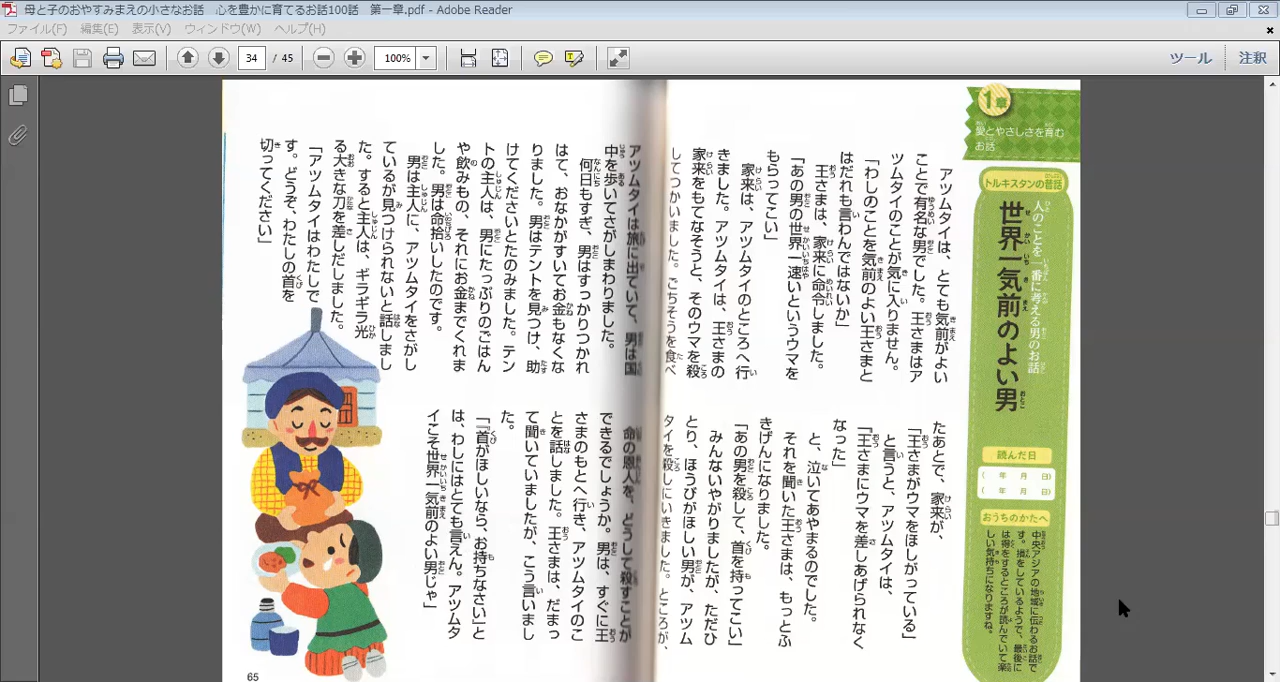 母と子のおやすみまえの小さなお話 心を豊かに育てるお話100話 第一章.pdf - Adobe Reader
ファイル(F) 編集(E) 表示(V) ウィンドウ(W) ヘルプ(H)
34 / 45
100%
ツール 注釈
1章
愛とやさしさを育む
お話
トルキスタンの昔話
人のことを一番に考える男のお話
世界一気前のよい男
読んだ日
( 年 月 日)
( 年 月 日)
おうちのかたへ
中央アジアの地域に伝わるお話で
す。損をしているようで、最後に
は得をするところが読んでいて楽
しい気持ちになりますね。
アツムタイは、とても気前がよい
ことで有名な男でした。王さまはア
ツムタイのことが気に入りません。
「わしのことを気前のよい王さまと
はだれも言わんではないか」
王さまは、家来に命令しました。
「あの男の世界一速いというウマを
もらってこい」
家来は、アツムタイのところへ行
きました。アツムタイは、王さまの
家来をもてなそうと、そのウマを殺
してつかいました。ごちそうを食べ
たあとで、家来が、
「王さまがウマをほしがっている」
と言うと、アツムタイは、
「王さまにウマを差しあげられなく
なった」
と、泣いてあやまるのでした。
それを聞いた王さまは、もっとふ
きげんになりました。
「あの男を殺して、首を持ってこい」
みんないやがりましたが、ただひ
とり、ほうびがほしい男が、アツム
タイを殺しにいきました。ところが、
アツムタイは旅に出ていて、男は国
中を歩いてさがしまわりました。
何日もすぎ、男はすっかりつかれ
はて、おなかがすいてお金もなくな
りました。男はテントを見つけ、助
けてくださいとたのみました。テン
トの主人は、男にたっぷりのごはん
や飲みもの、それにお金までくれま
した。男は命拾いしたのです。
男は主人に、アツムタイをさがし
ているが見つけられないと話しまし
た。すると主人は、ギラギラ光
る大きな刀を差しだしました。
「アツムタイはわたしで
す。どうぞ、わたしの首を
切ってください」
命の恩人を、どうして殺すことが
できるでしょうか。男は、すぐに王
さまのもとへ行き、アツムタイのこ
とを話しました。王さまは、だまっ
て聞いていましたが、こう言いまし
た。
「『首がほしいなら、お持ちなさい』と
は、わしにはとても言えん。アツムタ
イこそ世界一気前のよい男じゃ」
65